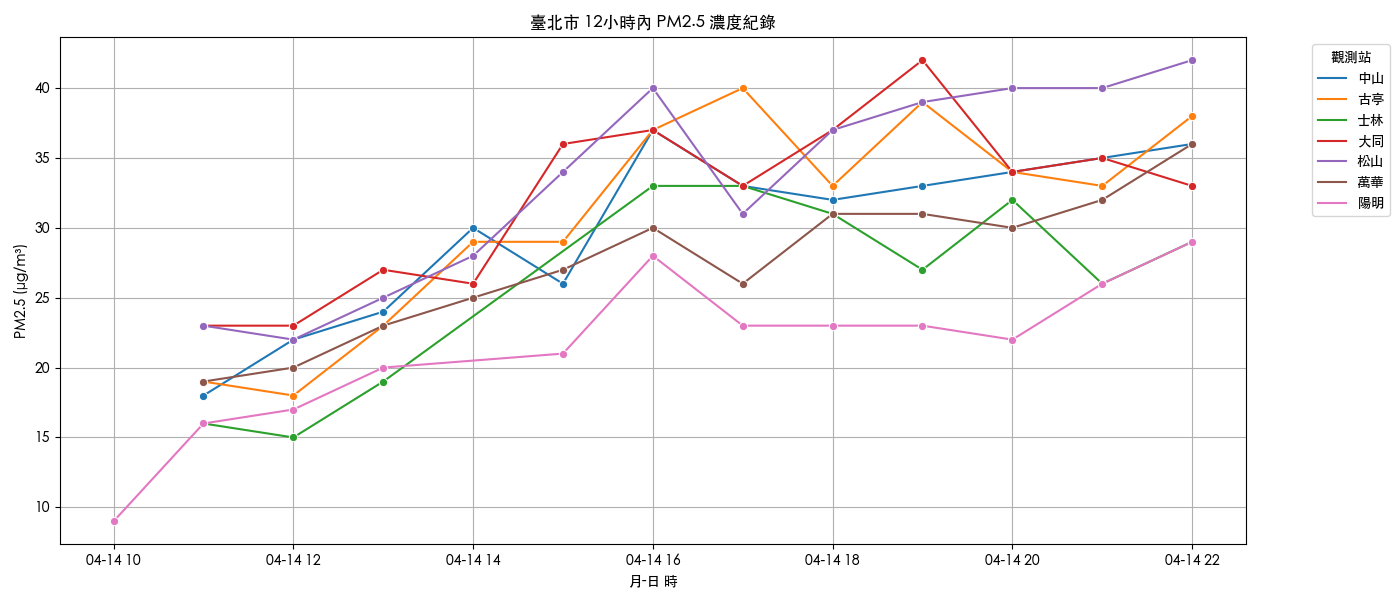 臺北市 12小時內 PM2.5 濃度紀錄
PM2.5 (μg/m³)
40
35
30
25
20
15
10
04-14 10
04-14 12
04-14 14
04-14 16
04-14 18
04-14 20
04-14 22
月-日 時
觀測站
中山
古亭
士林
大同
松山
萬華
陽明